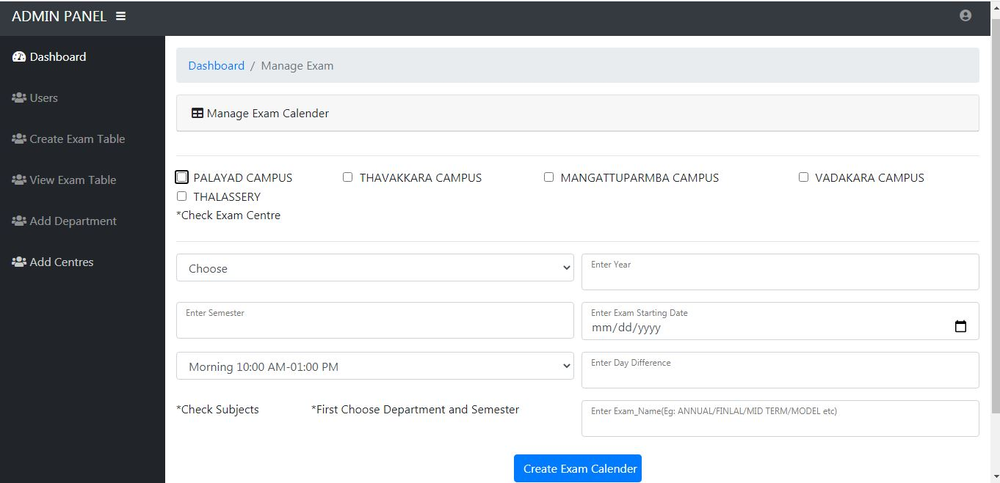 ADMIN PANEL
Dashboard
Users
Create Exam Table
View Exam Table
Add Department
Add Centres
Dashboard / Manage Exam
Manage Exam Calender
PALAYAD CAMPUS THAVAKKARA CAMPUS MANGATTUPARMBA CAMPUS VADAKARA CAMPUS
THALASSERY
*Check Exam Centre
Choose Enter Year
Enter Semester Enter Exam Starting Date
mm/dd/yyyy
Morning 10:00 AM-01:00 PM Enter Day Difference
*Check Subjects *First Choose Department and Semester Enter Exam_Name(Eg: ANNUAL/FINLAL/MID TERM/MODEL etc)
Create Exam Calender